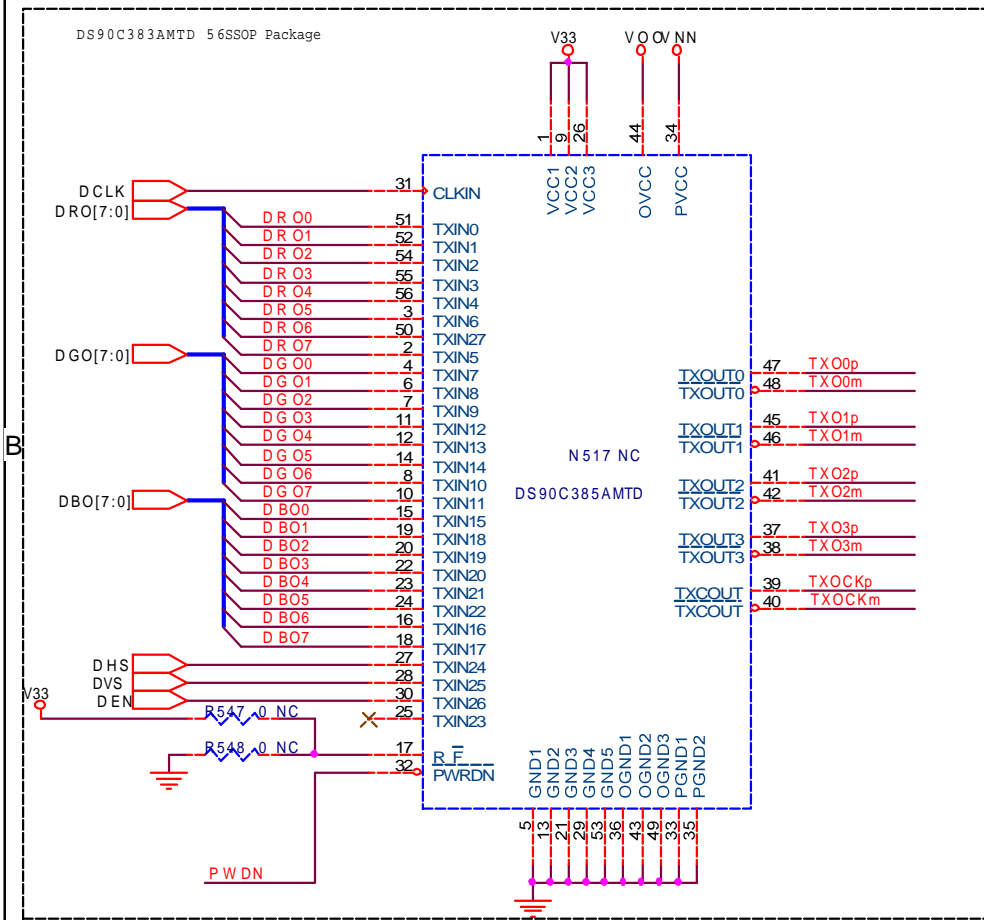 DS90C383AMTD 56SSOP Package
V33
VOO
VNN
1
9
26
44
34
VCC1
VCC2
VCC3
OVCC
PVCC
DCLK
31
CLKIN
DRO[7:0]
DRO0
51
TXIN0
DRO1
52
TXIN1
DRO2
54
TXIN2
DRO3
55
TXIN3
DRO4
56
TXIN4
DRO5
3
TXIN6
DRO6
50
TXIN27
DRO7
2
TXIN5
DGO[7:0]
DGO0
4
TXIN7
DGO1
6
TXIN8
DGO2
7
TXIN9
DGO3
11
TXIN12
DGO4
12
TXIN13
DGO5
14
TXIN14
DGO6
8
TXIN10
DGO7
10
TXIN11
DBO[7:0]
DBO0
15
TXIN15
DBO1
19
TXIN18
DBO2
20
TXIN19
DBO3
22
TXIN20
DBO4
23
TXIN21
DBO5
24
TXIN22
DBO6
16
TXIN16
DBO7
18
TXIN17
DHS
27
TXIN24
DVS
28
TXIN25
DEN
30
TXIN26
25
TXIN23
V33
R547 0 NC
R548 0 NC
17
R_F
32
PWRDN
PWDN
B
N517 NC
DS90C385AMTD
TXOUT0
47
TXO0p
TXOUT0
48
TXO0m
TXOUT1
45
TXO1p
TXOUT1
46
TXO1m
TXOUT2
41
TXO2p
TXOUT2
42
TXO2m
TXOUT3
37
TXO3p
TXOUT3
38
TXO3m
TXCOUT
39
TXOCKp
TXCOUT
40
TXOCKm
GND1
GND2
GND3
GND4
GND5
OGND1
OGND2
OGND3
PGND1
PGND2
5
13
21
29
53
36
43
49
33
35